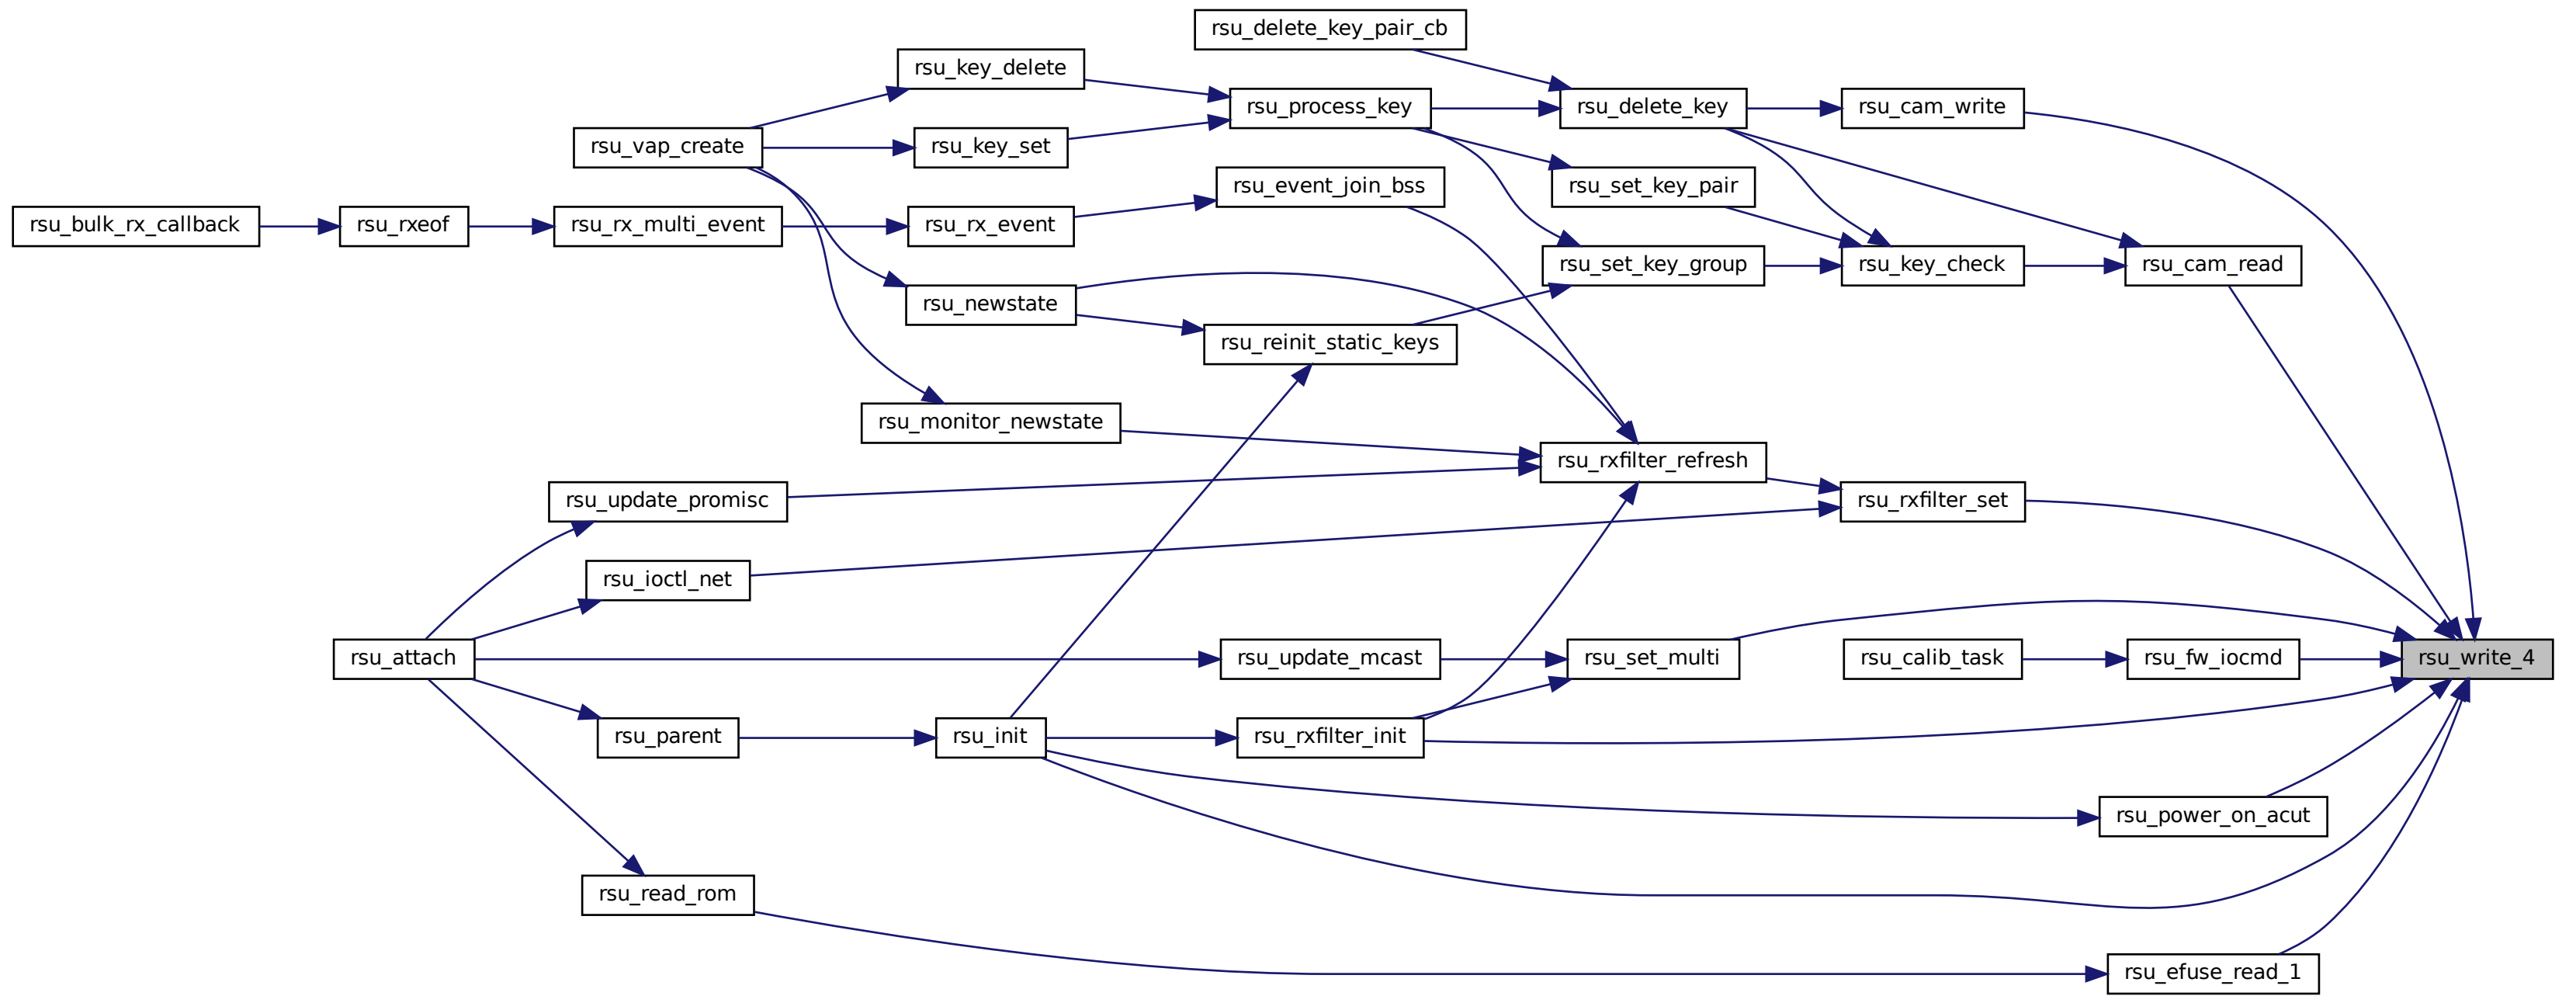 rsu_delete_key_pair_cb
rsu_key_delete
rsu_process_key
rsu_delete_key
rsu_cam_write
rsu_vap_create
rsu_key_set
rsu_event_join_bss
rsu_set_key_pair
rsu_bulk_rx_callback
rsu_rxeof
rsu_rx_multi_event
rsu_rx_event
rsu_set_key_group
rsu_key_check
rsu_cam_read
rsu_newstate
rsu_reinit_static_keys
rsu_monitor_newstate
rsu_rxfilter_refresh
rsu_update_promisc
rsu_rxfilter_set
rsu_ioctl_net
rsu_attach
rsu_update_mcast
rsu_set_multi
rsu_calib_task
rsu_fw_iocmd
rsu_write_4
rsu_parent
rsu_init
rsu_rxfilter_init
rsu_power_on_acut
rsu_read_rom
rsu_efuse_read_1